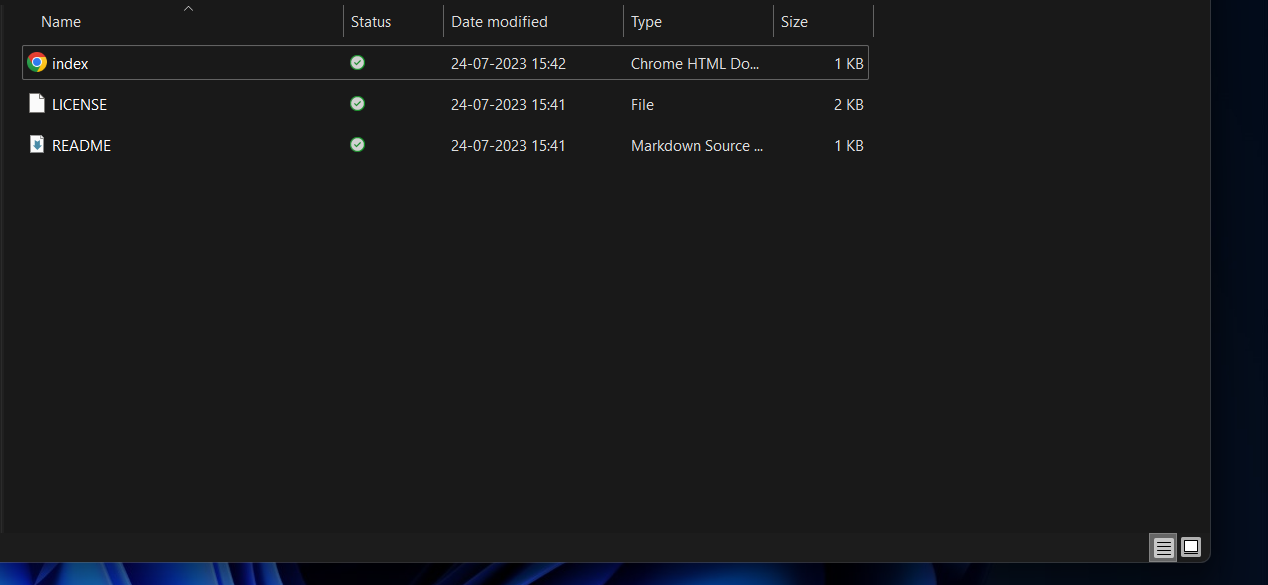 Name Status Date modified Type Size
index 24-07-2023 15:42 Chrome HTML Do... 1 KB
LICENSE 24-07-2023 15:41 File 2 KB
README 24-07-2023 15:41 Markdown Source ... 1 KB